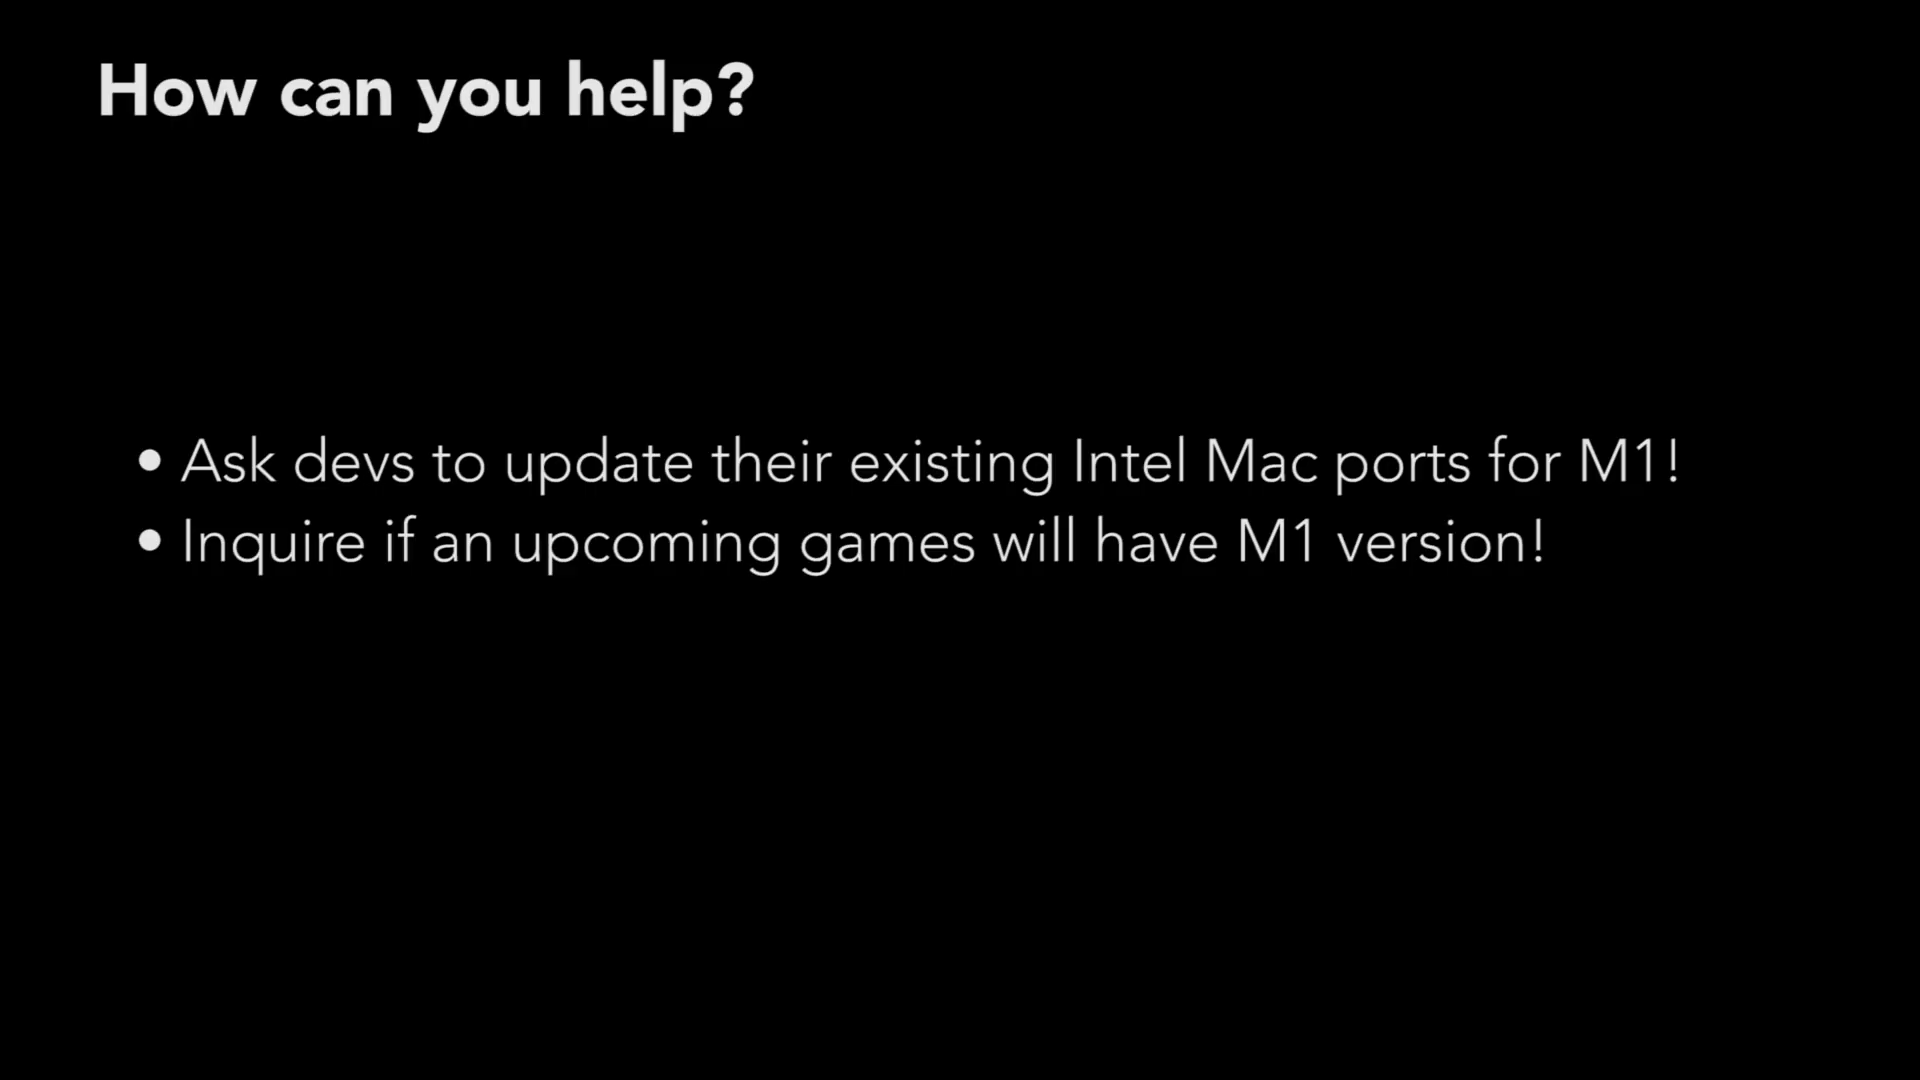 How can you help?
• Ask devs to update their existing Intel Mac ports for M1!
• Inquire if an upcoming games will have M1 version!